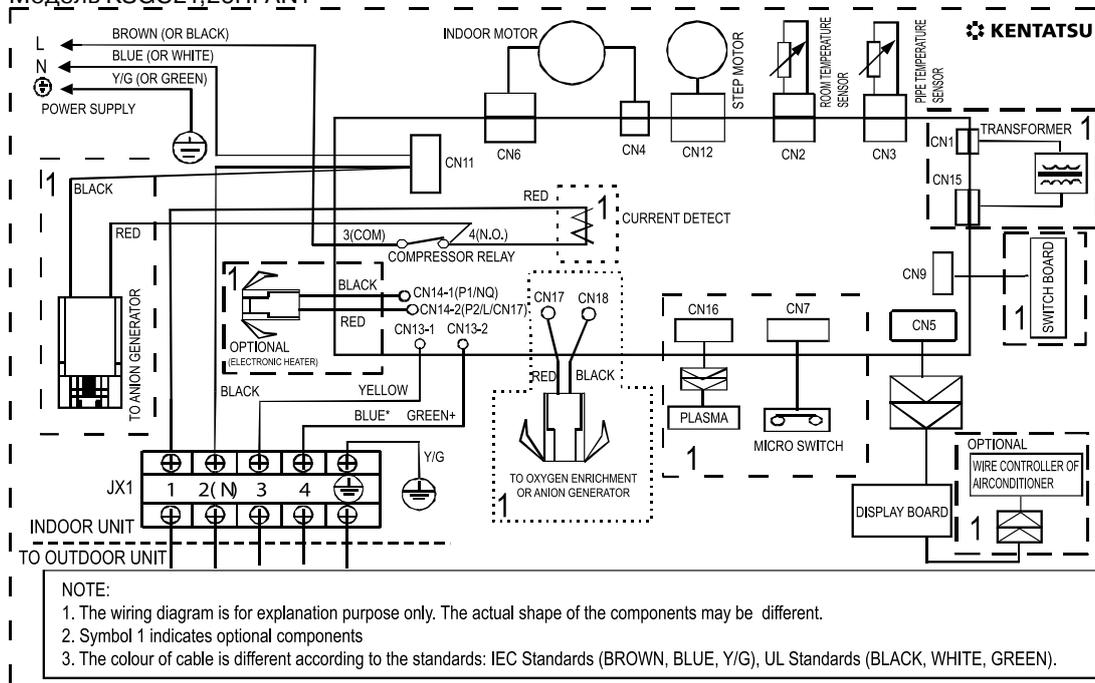 BROWN (OR BLACK)
L
BLUE (OR WHITE)
N
Y/G (OR GREEN)
POWER SUPPLY
INDOOR MOTOR
STEP MOTOR
ROOM TEMPERATURE
SENSOR
PIPE TEMPERATURE
SENSOR
KENTATSU
CN6
CN4
CN12
CN2
CN3
CN11
CN1
TRANSFORMER
1
CN15
1
BLACK
RED
TO ANION GENERATOR
RED
1
CURRENT DETECT
3(COM)
4(N.O.)
COMPRESSOR RELAY
1
BLACK
CN14-1(P1/NQ)
CN14-2(P2/L/CN17)
RED
OPTIONAL
(ELECTRONIC HEATER)
CN13-1
CN13-2
CN17
CN18
RED
BLACK
TO OXYGEN ENRICHMENT
OR ANION GENERATOR
1
CN16
CN7
PLASMA
MICRO SWITCH
1
CN9
SWITCH BOARD
1
CN5
DISPLAY BOARD
OPTIONAL
WIRE CONTROLLER OF
AIRCONDITIONER
1
BLACK
YELLOW
BLUE*
GREEN+
Y/G
JX1
1
2(N)
3
4
INDOOR UNIT
TO OUTDOOR UNIT
NOTE:
1. The wiring diagram is for explanation purpose only. The actual shape of the components may be different.
2. Symbol 1 indicates optional components
3. The colour of cable is different according to the standards: IEC Standards (BROWN, BLUE, Y/G), UL Standards (BLACK, WHITE, GREEN).